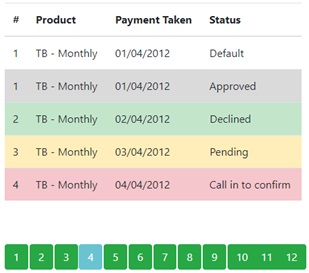 # Product Payment Taken Status
1 TB - Monthly 01/04/2012 Default
1 TB - Monthly 01/04/2012 Approved
2 TB - Monthly 02/04/2012 Declined
3 TB - Monthly 03/04/2012 Pending
4 TB - Monthly 04/04/2012 Call in to confirm
1 2 3 4 5 6 7 8 9 10 11 12